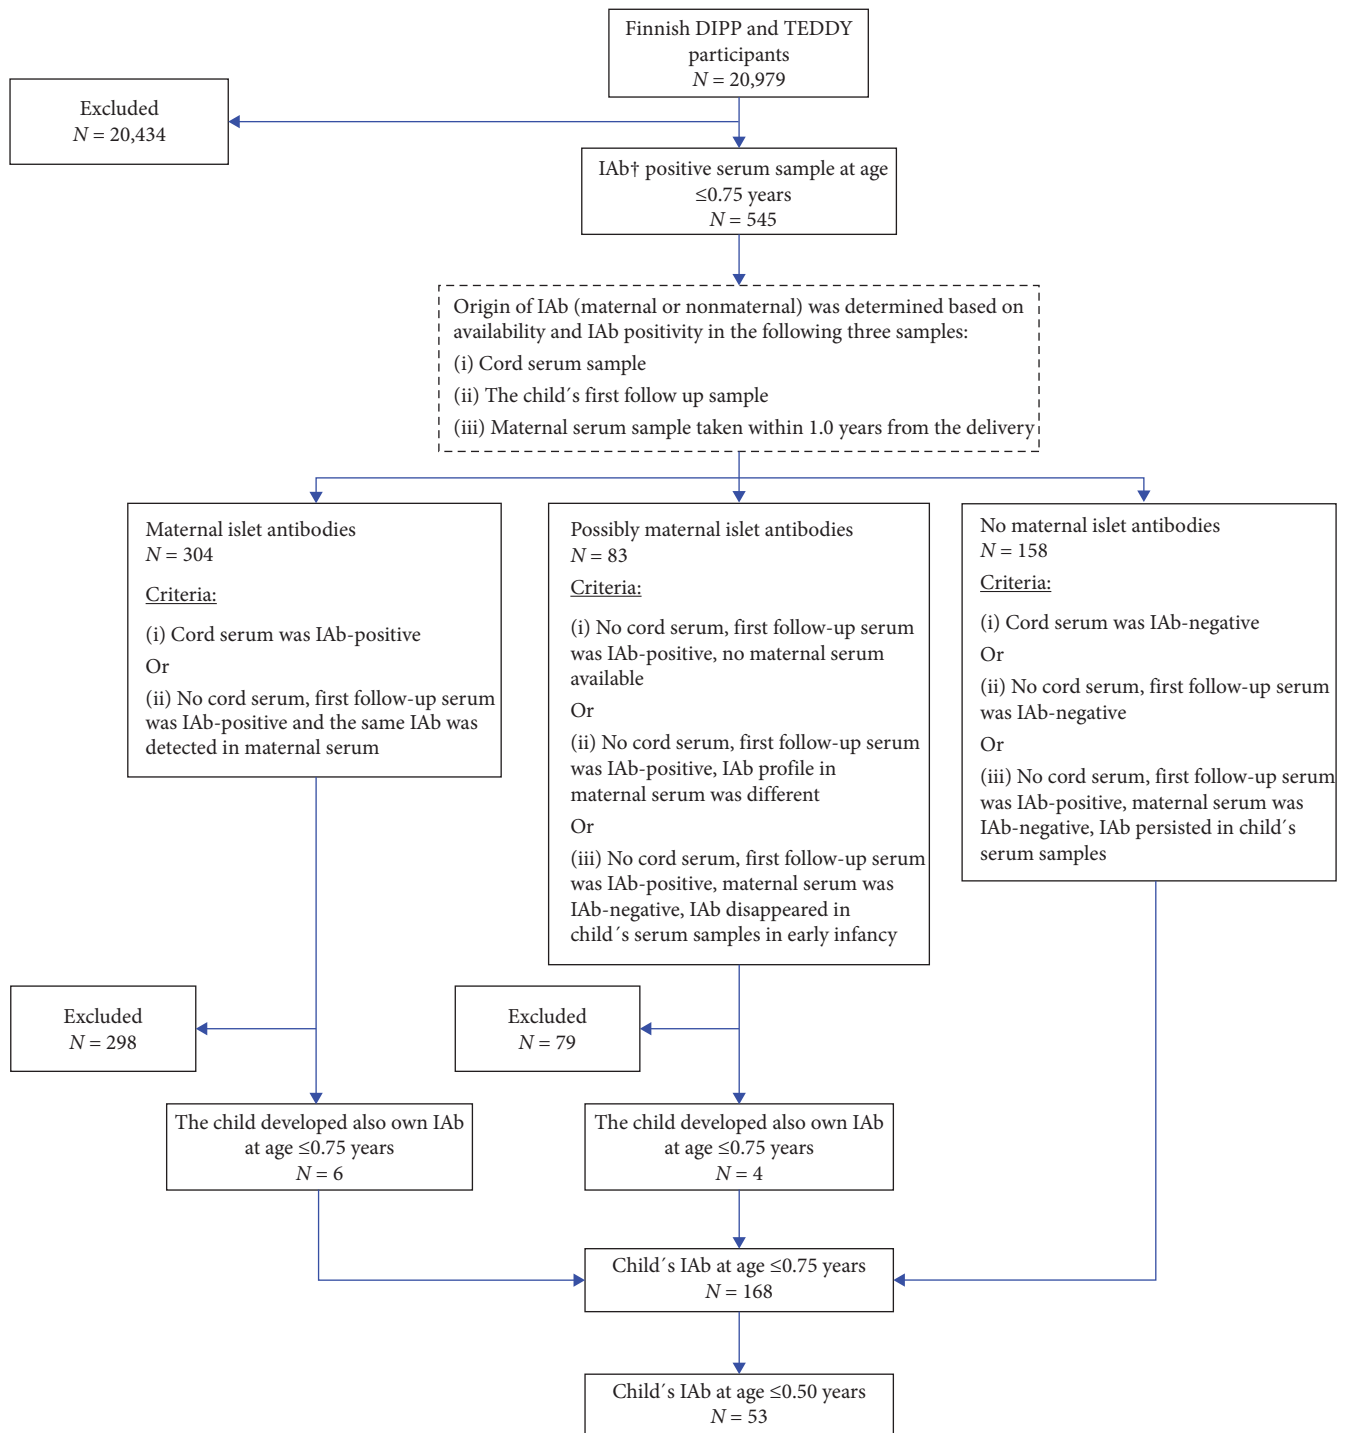 Finnish DIPP and TEDDY
participants
N = 20,979
Excluded
N = 20,434
IAb† positive serum sample at age
≤0.75 years
N = 545
Origin of IAb (maternal or nonmaternal) was determined based on
availability and IAb positivity in the following three samples:
(i) Cord serum sample
(ii) The child´s first follow up sample
(iii) Maternal serum sample taken within 1.0 years from the delivery
Maternal islet antibodies
N = 304
Criteria:
(i) Cord serum was IAb-positive
Or
(ii) No cord serum, first follow-up serum
was IAb-positive and the same IAb was
detected in maternal serum
Possibly maternal islet antibodies
N = 83
Criteria:
(i) No cord serum, first follow-up serum
was IAb-positive, no maternal serum
available
Or
(ii) No cord serum, first follow-up serum
was IAb-positive, IAb profile in
maternal serum was different
Or
(iii) No cord serum, first follow-up serum
was IAb-positive, maternal serum was
IAb-negative, IAb disappeared in
child´s serum samples in early infancy
No maternal islet antibodies
N = 158
Criteria:
(i) Cord serum was IAb-negative
Or
(ii) No cord serum, first follow-up serum
was IAb-negative
Or
(iii) No cord serum, first follow-up serum
was IAb-positive, maternal serum was
IAb-negative, IAb persisted in child´s
serum samples
Excluded
N = 298
Excluded
N = 79
The child developed also own IAb
at age ≤0.75 years
N = 6
The child developed also own IAb
at age ≤0.75 years
N = 4
Child´s IAb at age ≤0.75 years
N = 168
Child´s IAb at age ≤0.50 years
N = 53